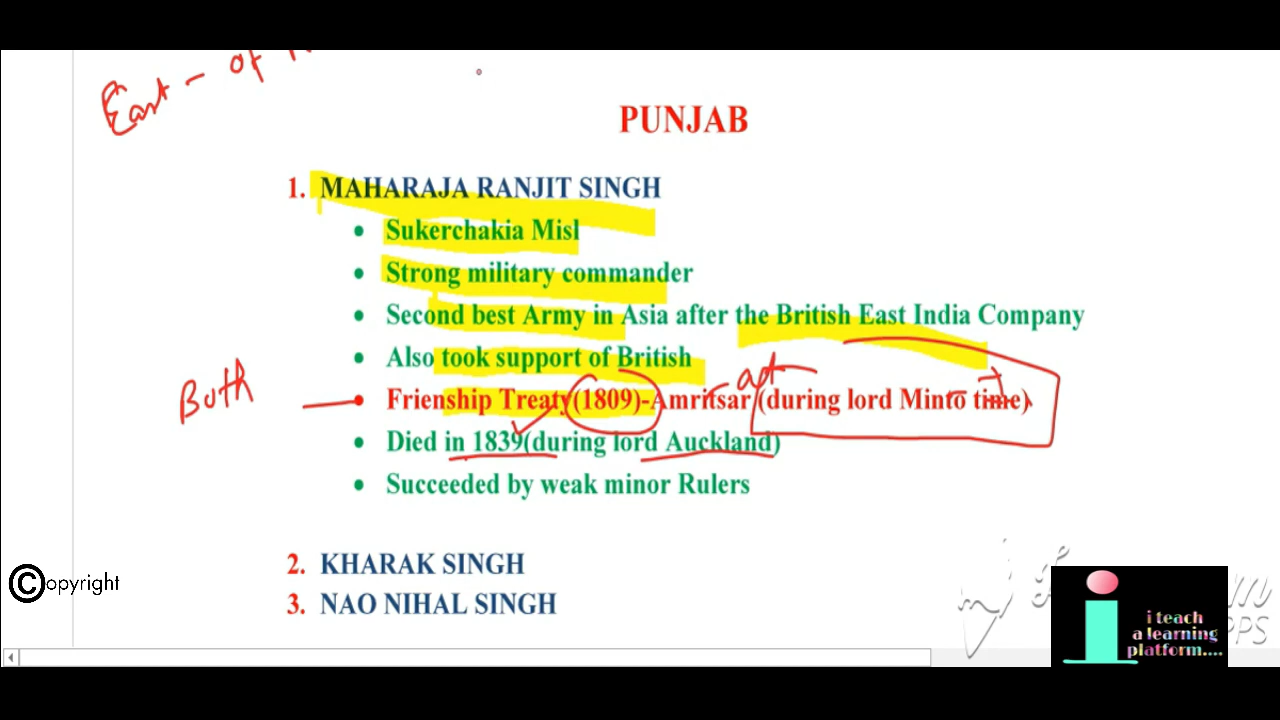 East - of
PUNJAB
1. MAHARAJA RANJIT SINGH
• Sukerchakia Misl
• Strong military commander
• Second best Army in Asia after the British East India Company
• Also took support of British
Both
• Frienship Treaty(1809)-Amritsar (during lord Minto time)
• Died in 1839(during lord Auckland)
• Succeeded by weak minor Rulers
2. KHARAK SINGH
3. NAO NIHAL SINGH
©opyright
i teach
a learning
platform....